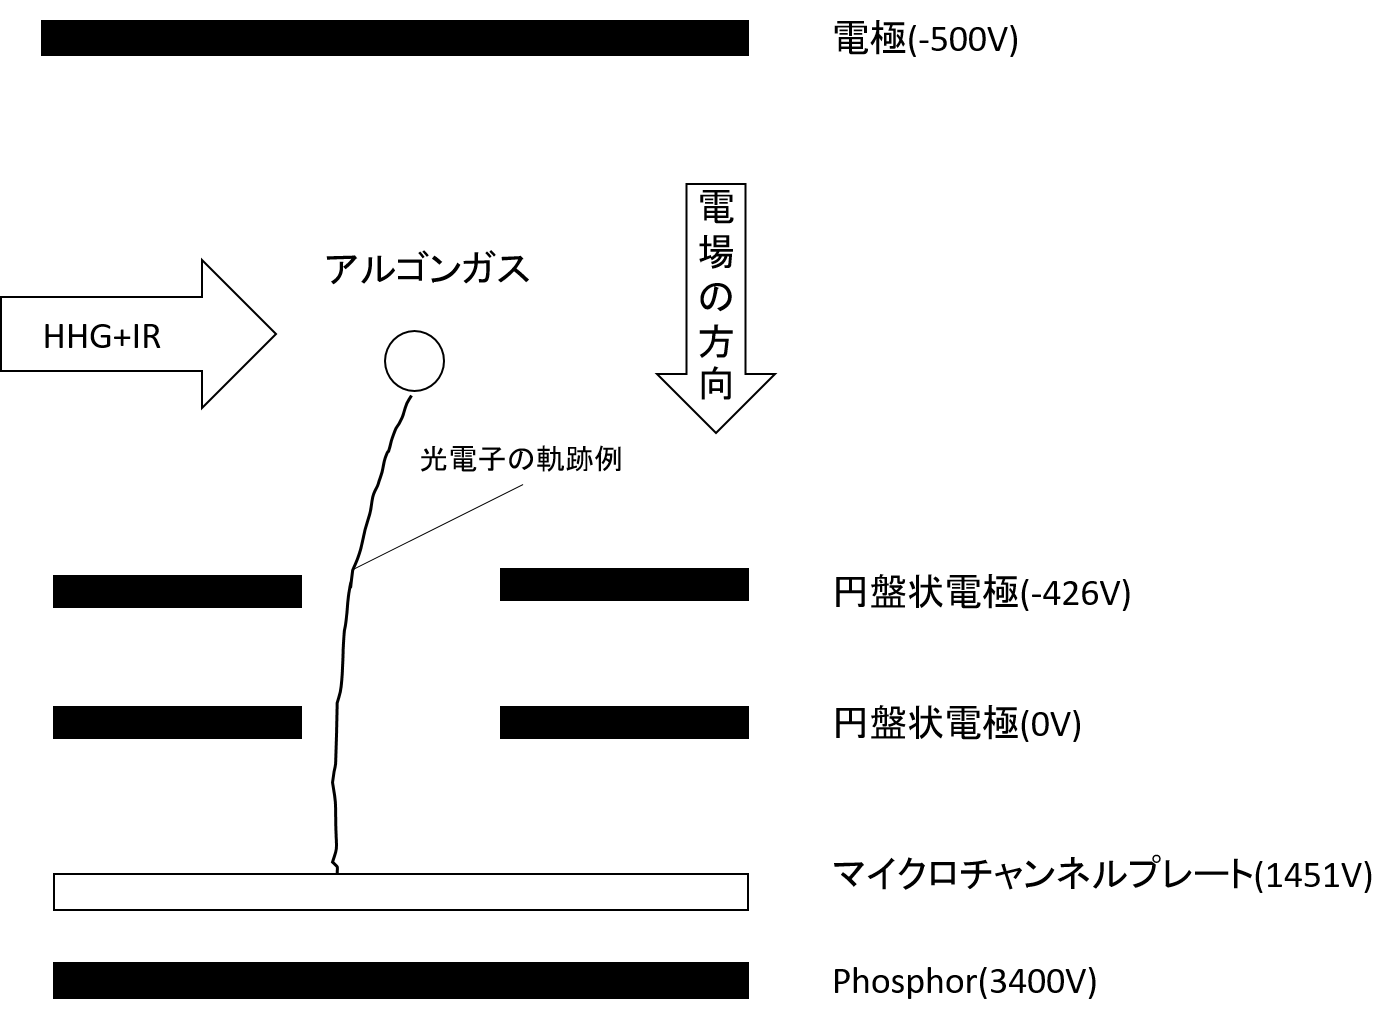 電極(-500V)
電場の方向
アルゴンガス
HHG+IR
光電子の軌跡例
円盤状電極(-426V)
円盤状電極(0V)
マイクロチャンネルプレート(1451V)
Phosphor(3400V)